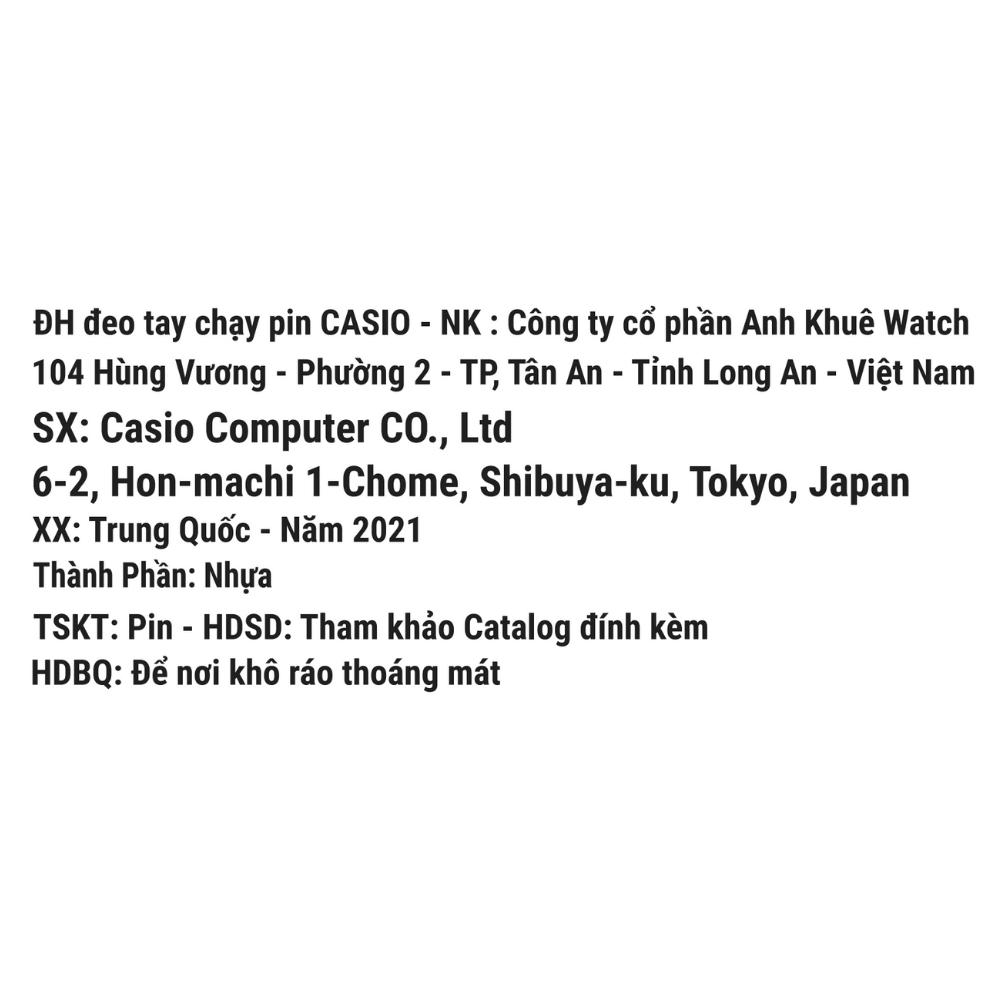 ĐH đeo tay chạy pin CASIO - NK : Công ty cổ phần Anh Khuê Watch
104 Hùng Vương - Phường 2 - TP, Tân An - Tỉnh Long An - Việt Nam
SX: Casio Computer CO., Ltd
6-2, Hon-machi 1-Chome, Shibuya-ku, Tokyo, Japan
XX: Trung Quốc - Năm 2021
Thành Phần: Nhựa
TSKT: Pin - HDSD: Tham khảo Catalog đính kèm
HDBQ: Để nơi khô ráo thoáng mát